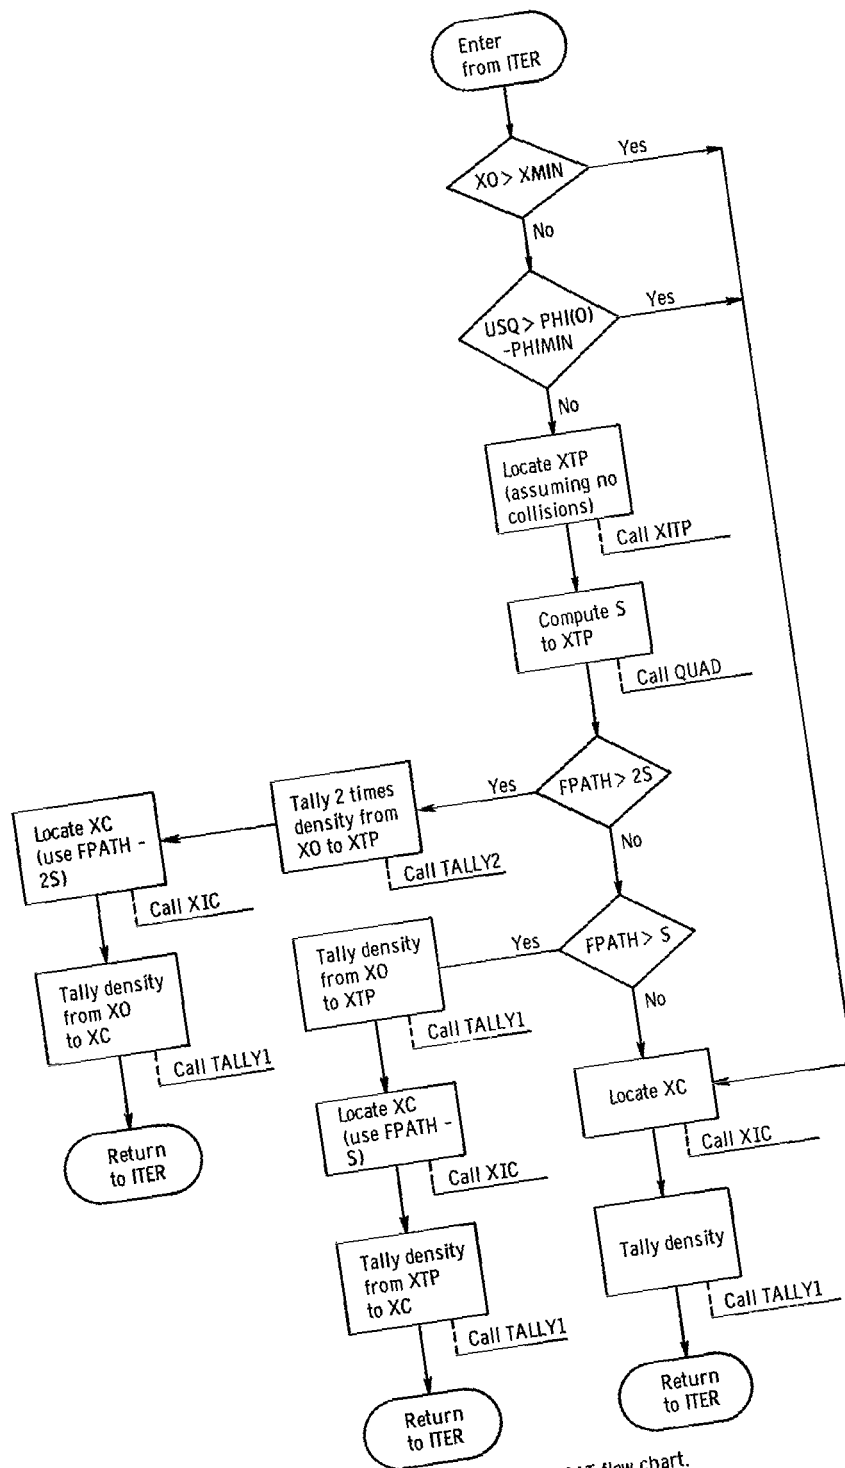 Enter
from ITER
XO > XMIN
Yes
No
USQ > PHI(O)
-PHIMIN
Yes
No
Locate XTP
(assuming no
collisions)
Call XITP
Compute S
to XTP
Call QUAD
FPATH > 2S
Yes
No
Tally 2 times
density from
XO to XTP
Call TALLY2
Locate XC
(use FPATH -
2S)
Call XIC
Tally density
from XO
to XC
Call TALLY1
Return
to ITER
FPATH > S
Yes
No
Tally density
from XO
to XTP
Call TALLY1
Locate XC
(use FPATH -
S)
Call XIC
Tally density
from XTP
to XC
Call TALLY1
Return
to ITER
Locate XC
Call XIC
Tally density
Call TALLY1
Return
to ITER
flow chart.